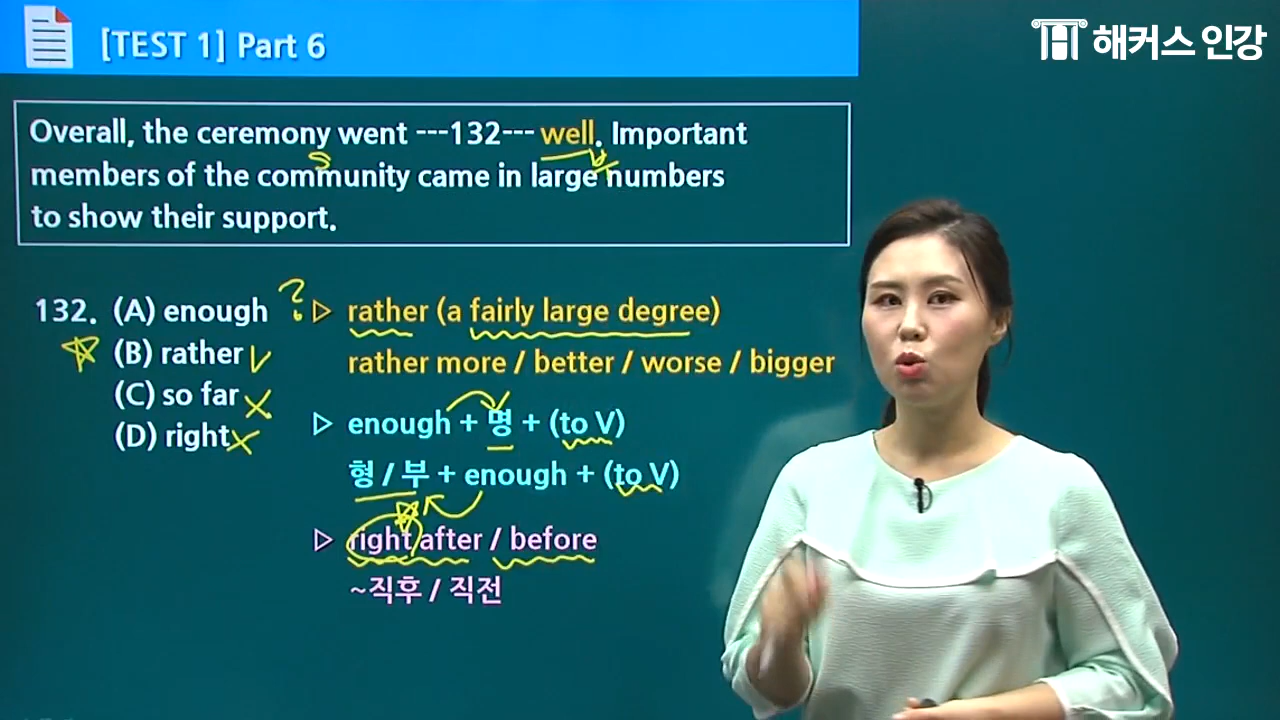 [TEST 1] Part 6
해커스 인강
Overall, the ceremony went ---132--- well. Important
members of the community came in large numbers
to show their support.
132. (A) enough ?
(B) rather
(C) so far
(D) right
▷ rather (a fairly large degree)
rather more / better / worse / bigger
▷ enough + 명 + (to V)
형 / 부 + enough + (to V)
▷ right after / before
~직후 / 직전